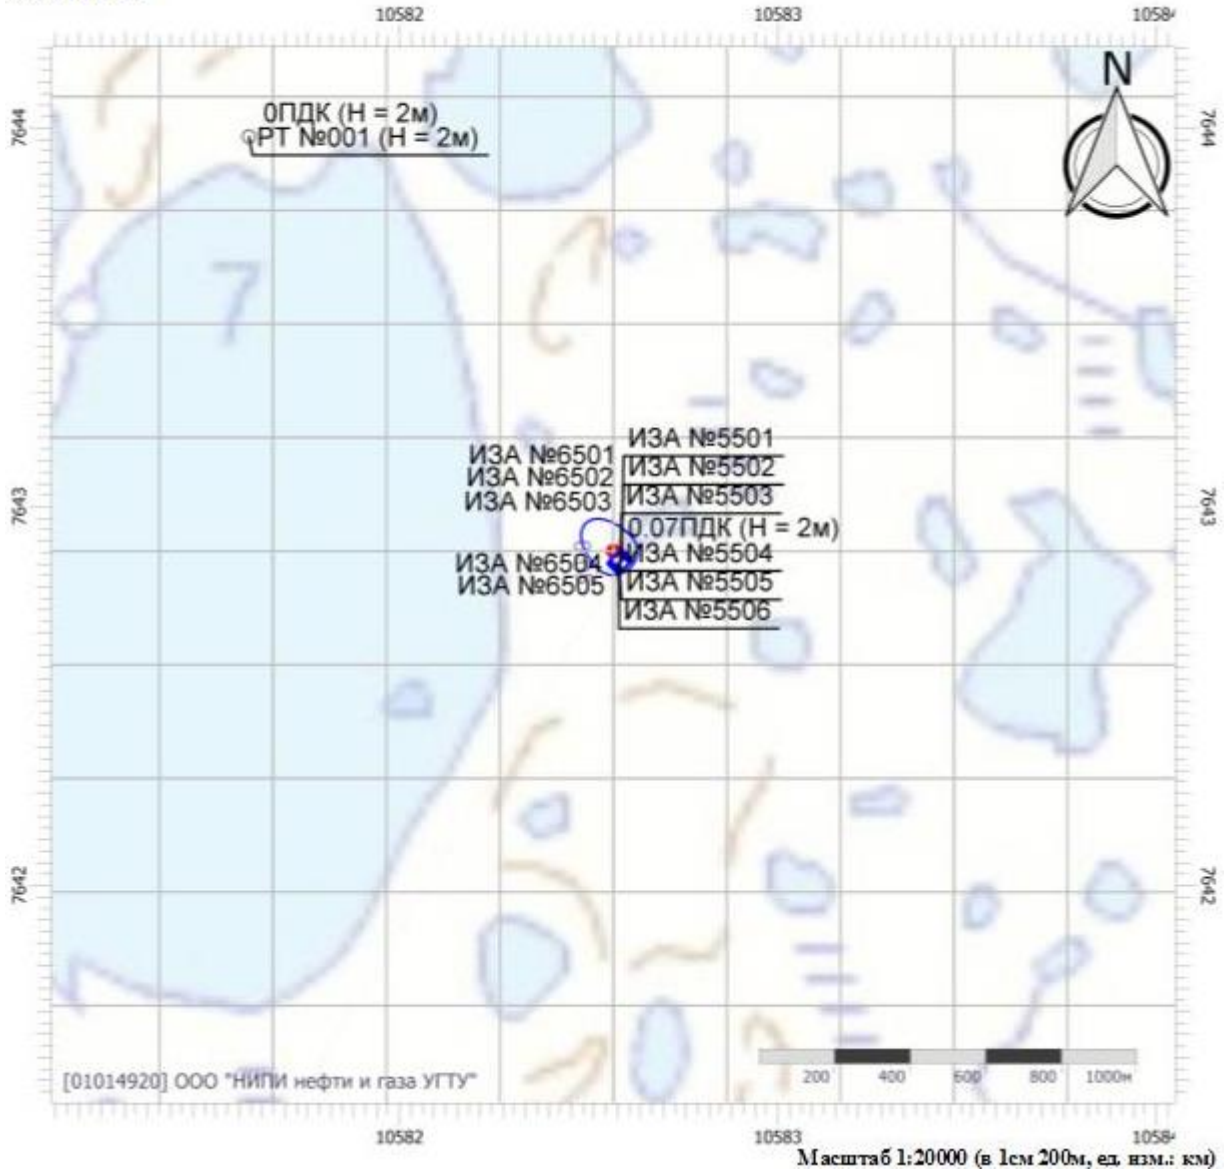 10582 10583 1058
N
7644 7644
0ПДК (Н = 2м)
РТ №001 (Н = 2м)
7
ИЗА №6501
ИЗА №6502
ИЗА №6503
ИЗА №5501
ИЗА №5502
ИЗА №5503
7643 7643
0.07ПДК (Н = 2м)
ИЗА №6504
ИЗА №6505
ИЗА №5504
ИЗА №5505
ИЗА №5506
7642 7642
[01014920] ООО "НИПИ нефти и газа УГТУ"
200 400 600 800 1000м
10582 10583 1058
Масштаб 1:20000 (в 1см 200м, ед. изм.: км)